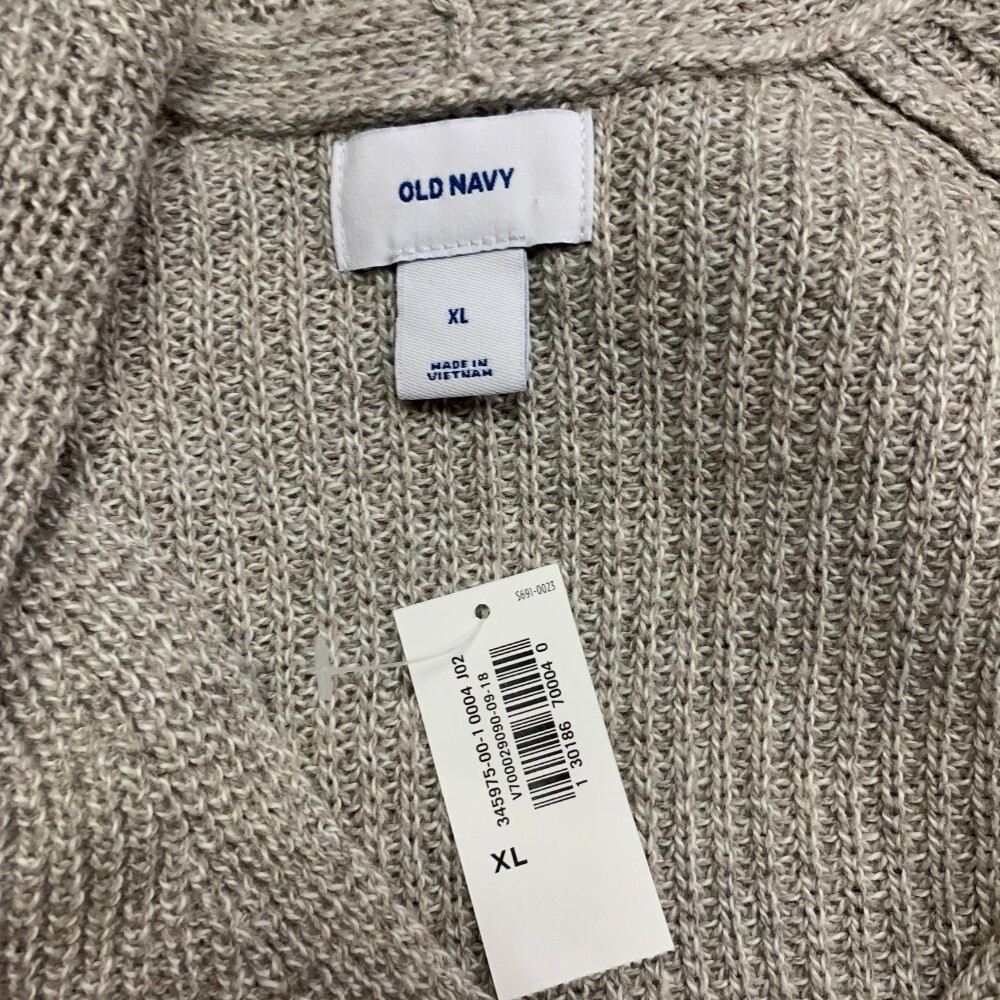 OLD NAVY
XL
MADE IN
VIETNAM
S691-0023
345975-00-1 0004 J02
V700029090-09-18
1 30186 70004 0
XL